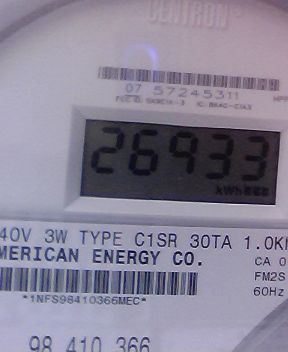 CENTRON
07 57245311
26933
kWh
40V 3W TYPE C1SR 30TA 1.0K
MERICAN ENERGY CO.
CA 0
FM2S
60Hz
*1NFS98410366MEC*
98 410 366